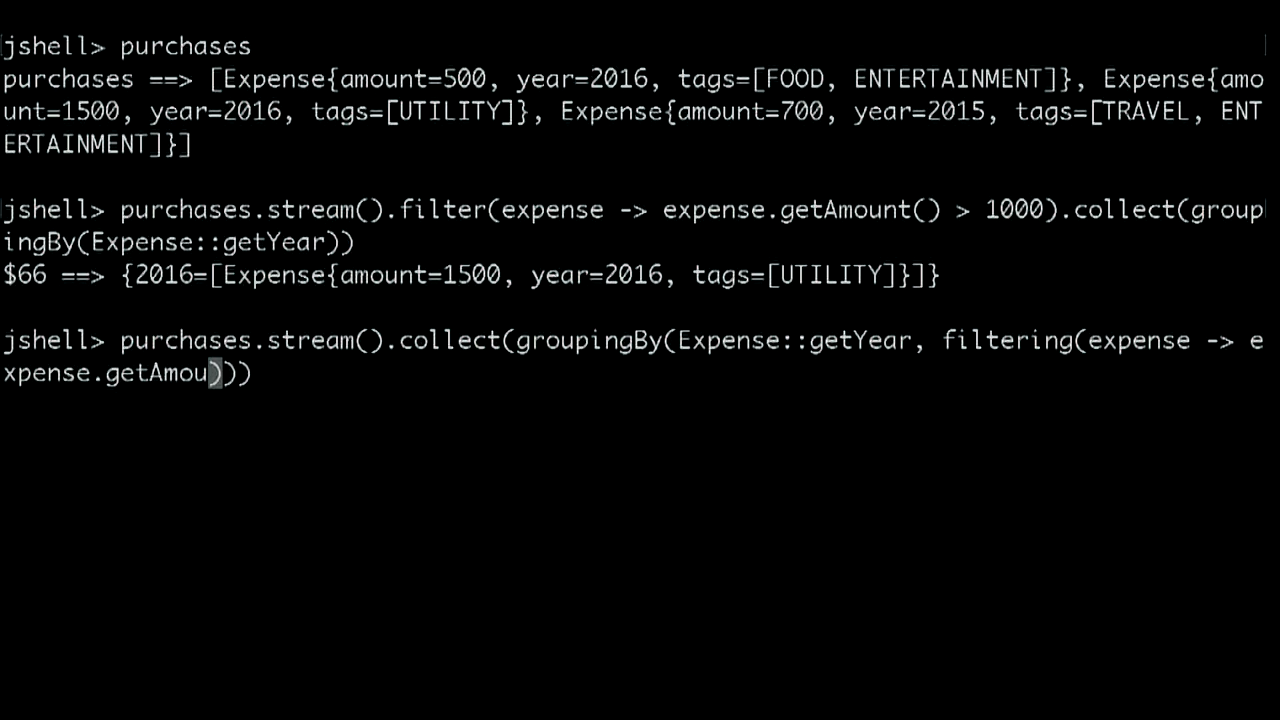 jshell> purchases
purchases ==> [Expense{amount=500, year=2016, tags=[FOOD, ENTERTAINMENT]}, Expense{amo
unt=1500, year=2016, tags=[UTILITY]}, Expense{amount=700, year=2015, tags=[TRAVEL, ENT
ERTAINMENT]}]
jshell> purchases.stream().filter(expense -> expense.getAmount() > 1000).collect(group
ingBy(Expense::getYear))
$66 ==> {2016=[Expense{amount=1500, year=2016, tags=[UTILITY]}]}
jshell> purchases.stream().collect(groupingBy(Expense::getYear, filtering(expense -> e
xpense.getAmou)))